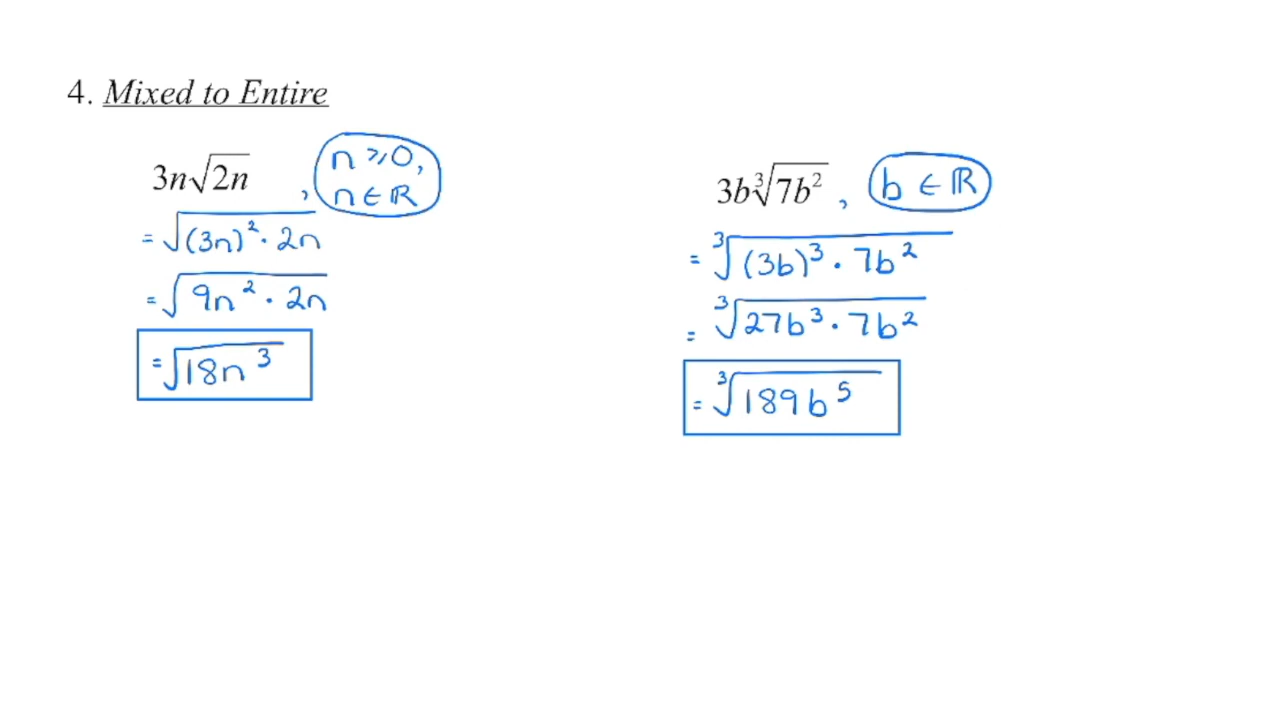 4. Mixed to Entire
3n√(2n) , n ⩾ 0,
n ∈ ℝ
= √((3n)² · 2n)
= √(9n² · 2n)
= √(18n³)
3b∛(7b²) , b ∈ ℝ
= ∛((3b)³ · 7b²)
= ∛(27b³ · 7b²)
= ∛(189b⁵)